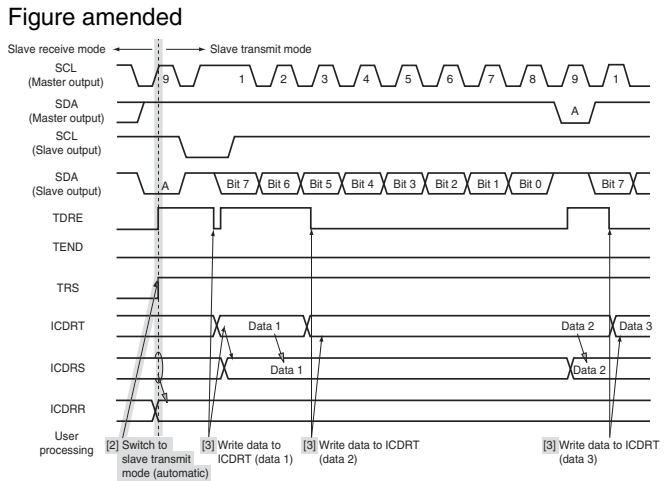 Figure amended
Slave receive mode
Slave transmit mode
SCL
(Master output)
9 1 2 3 4 5 6 7 8 9 1
SDA
(Master output)
A
SCL
(Slave output)
SDA
(Slave output)
A Bit 7 Bit 6 Bit 5 Bit 4 Bit 3 Bit 2 Bit 1 Bit 0 Bit 7
TDRE
TEND
TRS
ICDRT
Data 1 Data 2 Data 3
ICDRS
Data 1 Data 2
ICDRR
User
processing
[2] Switch to
slave transmit
mode (automatic)
[3] Write data to
ICDRT (data 1)
[3] Write data to ICDRT
(data 2)
[3] Write data to ICDRT
(data 3)